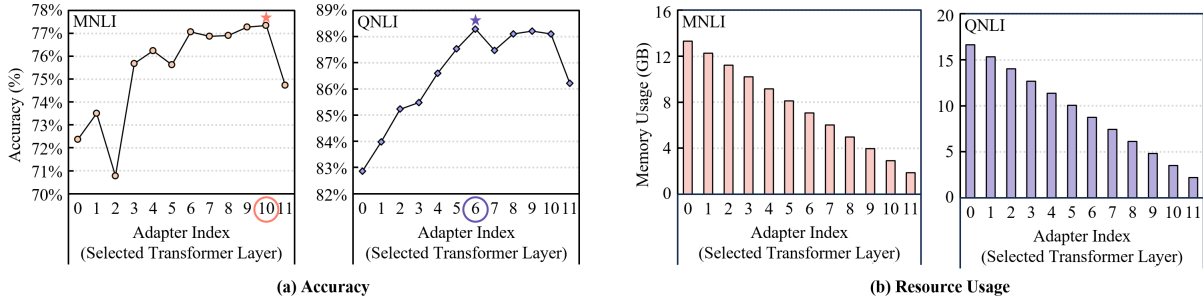 78%
77%
76%
75%
74%
73%
72%
71%
70%
Accuracy (%)
MNLI
0 1 2 3 4 5 6 7 8 9 10 11
Adapter Index
(Selected Transformer Layer)
89%
88%
87%
86%
85%
84%
83%
82%
QNLI
0 1 2 3 4 5 6 7 8 9 10 11
Adapter Index
(Selected Transformer Layer)
(a) Accuracy
16
12
8
4
0
Memory Usage (GB)
MNLI
0 1 2 3 4 5 6 7 8 9 10 11
Adapter Index
(Selected Transformer Layer)
20
15
10
5
0
QNLI
0 1 2 3 4 5 6 7 8 9 10 11
Adapter Index
(Selected Transformer Layer)
(b) Resource Usage